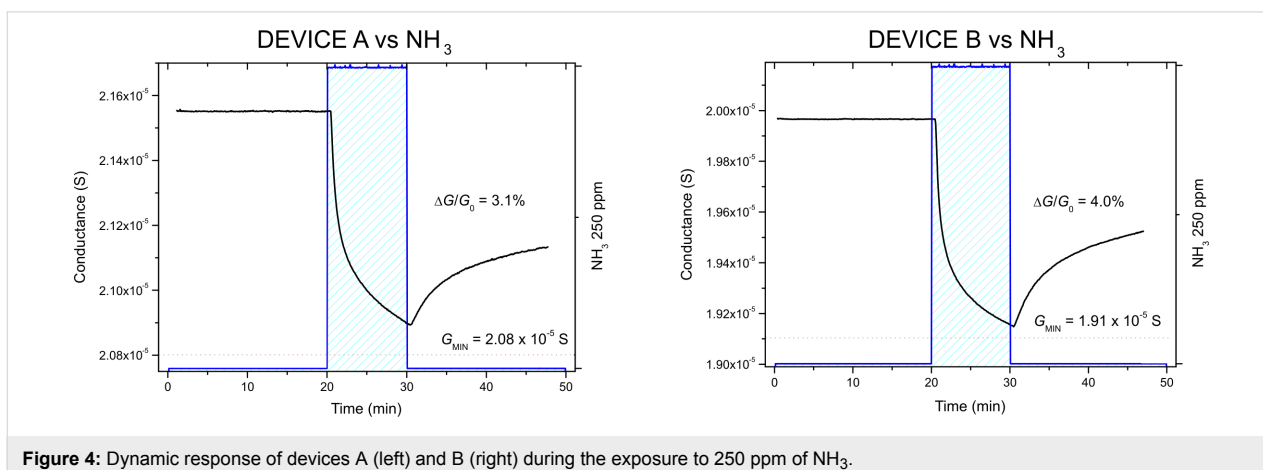 DEVICE A vs NH₃
2.16x10⁻⁵
2.14x10⁻⁵
2.12x10⁻⁵
2.10x10⁻⁵
2.08x10⁻⁵
Conductance (S)
ΔG/G₀ = 3.1%
G_MIN = 2.08 x 10⁻⁵ S
NH₃ 250 ppm
0 10 20 30 40 50
Time (min)
DEVICE B vs NH₃
2.00x10⁻⁵
1.98x10⁻⁵
1.96x10⁻⁵
1.94x10⁻⁵
1.92x10⁻⁵
1.90x10⁻⁵
Conductance (S)
ΔG/G₀ = 4.0%
G_MIN = 1.91 x 10⁻⁵ S
NH₃ 250 ppm
0 10 20 30 40 50
Time (min)
Figure 4: Dynamic response of devices A (left) and B (right) during the exposure to 250 ppm of NH₃.